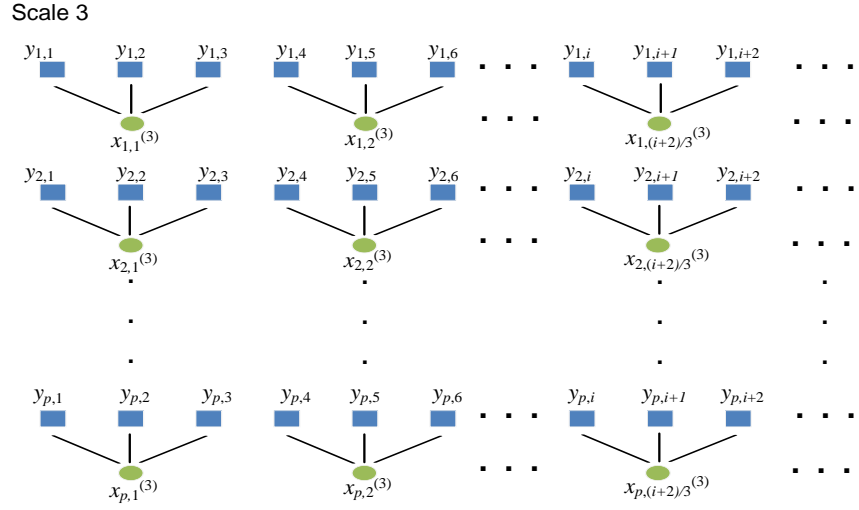 Scale 3
y1,1 y1,2 y1,3 y1,4 y1,5 y1,6 . . . y1,i y1,i+1 y1,i+2 . . .
x1,1(3) x1,2(3) . . . x1,(i+2)/3(3) . . .
y2,1 y2,2 y2,3 y2,4 y2,5 y2,6 . . . y2,i y2,i+1 y2,i+2 . . .
x2,1(3) x2,2(3) . . . x2,(i+2)/3(3) . . .
yp,1 yp,2 yp,3 yp,4 yp,5 yp,6 . . . yp,i yp,i+1 yp,i+2 . . .
xp,1(3) xp,2(3) . . . xp,(i+2)/3(3) . . .